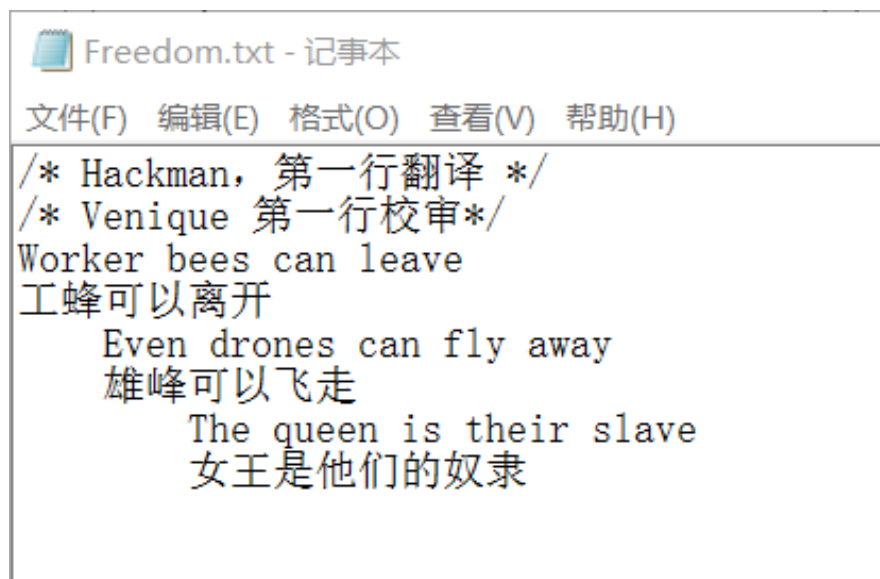 Freedom.txt - 记事本
文件(F) 编辑(E) 格式(O) 查看(V) 帮助(H)
/* Hackman，第一行翻译 */
/* Venique 第一行校审*/
Worker bees can leave
工蜂可以离开
    Even drones can fly away
    雄峰可以飞走
        The queen is their slave
        女王是他们的奴隶